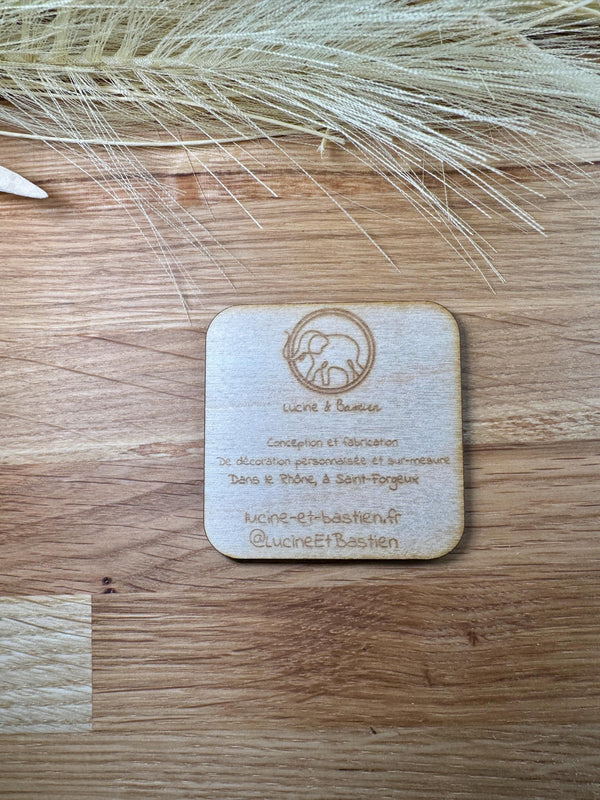 Lucine & Bastien
Conception et fabrication
De décoration personnalisée et sur-mesure
Dans le Rhône, à Saint-Forgeux
lucine-et-bastien.fr
@LucineEtBastien